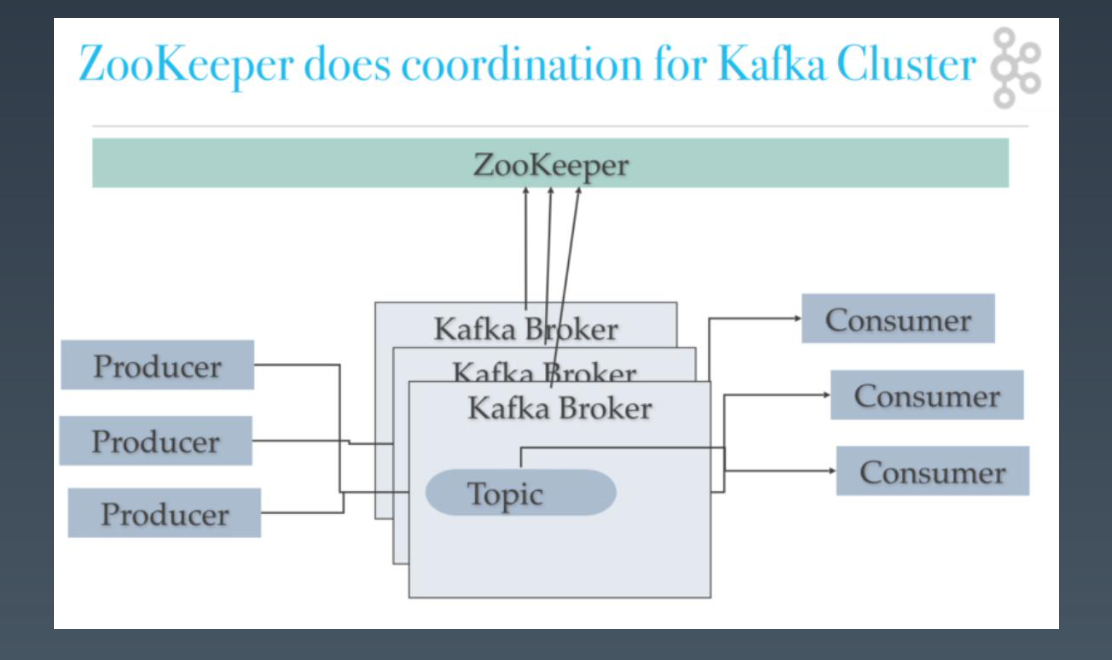 ZooKeeper does coordination for Kafka Cluster
ZooKeeper
Kafka Broker
Kafka Broker
Kafka Broker
Topic
Producer
Producer
Producer
Consumer
Consumer
Consumer